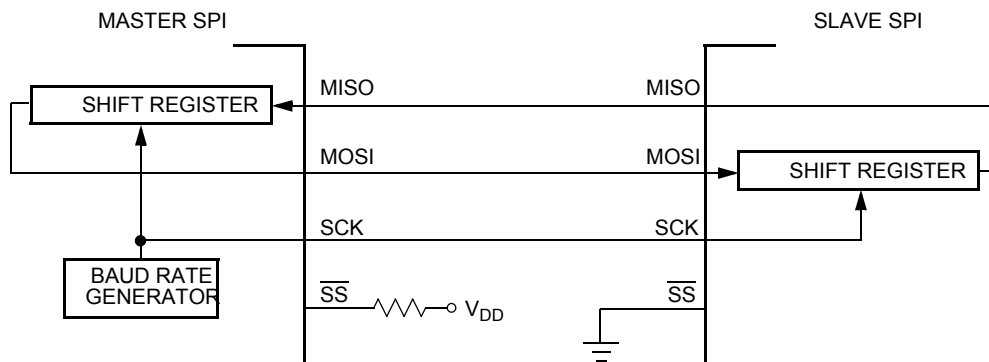 MASTER SPI
SLAVE SPI
SHIFT REGISTER
MISO
MISO
MOSI
MOSI
SHIFT REGISTER
SCK
SCK
BAUD RATE
GENERATOR
SS
VDD
SS